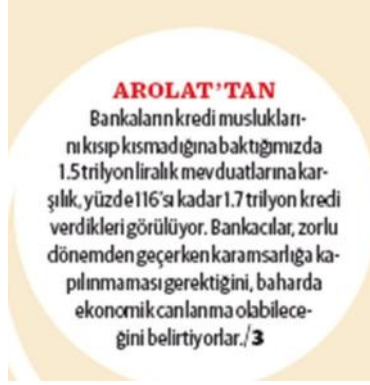 AROLAT'TAN
Bankaların kredi muslukları-
nı kısıp kısmadığına baktığımızda
1.5 trilyon liralık mevduatlarına kar-
şılık, yüzde 116'sı kadar 1.7 trilyon kredi
verdikleri görülüyor. Bankacılar, zorlu
dönemden geçerken karamsarlığa ka-
pılınmaması gerektiğini, baharda
ekonomik canlanma olabilece-
ğini belirtiyorlar./3